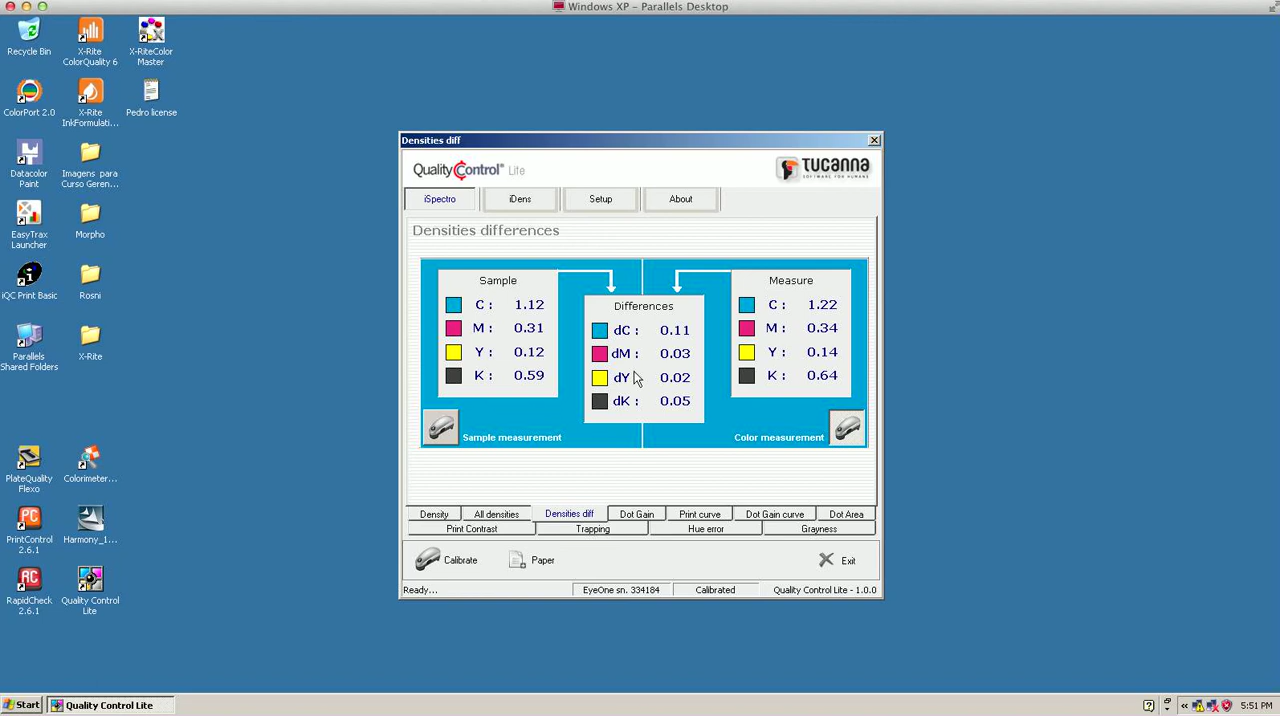 Windows XP - Parallels Desktop
Recycle Bin
X-Rite
ColorQuality 6
X-RiteColor
Master
ColorPort 2.0
X-Rite
InkFormulati...
Pedro license
Datacolor
Paint
Imagens para
Curso Geren...
EasyTrax
Launcher
Morpho
iQC Print Basic
Rosni
Parallels
Shared Folders
X-Rite
PlateQuality
Flexo
Colorimeter...
PrintControl
2.6.1
Harmony_1...
RapidCheck
2.6.1
Quality Control
Lite
Densities diff
QualityControl® Lite
TUCANNA
SOFTWARE FOR HUMANS
iSpectro
iDens
Setup
About
Densities differences
Sample
C : 1.12
M : 0.31
Y : 0.12
K : 0.59
Sample measurement
Differences
dC : 0.11
dM : 0.03
dY 0.02
dK : 0.05
Measure
C : 1.22
M : 0.34
Y : 0.14
K : 0.64
Color measurement
Density
All densities
Densities diff
Dot Gain
Print curve
Dot Gain curve
Dot Area
Print Contrast
Trapping
Hue error
Grayness
Calibrate
Paper
Exit
Ready...
EyeOne sn. 334184
Calibrated
Quality Control Lite - 1.0.0
Start
Quality Control Lite
5:51 PM